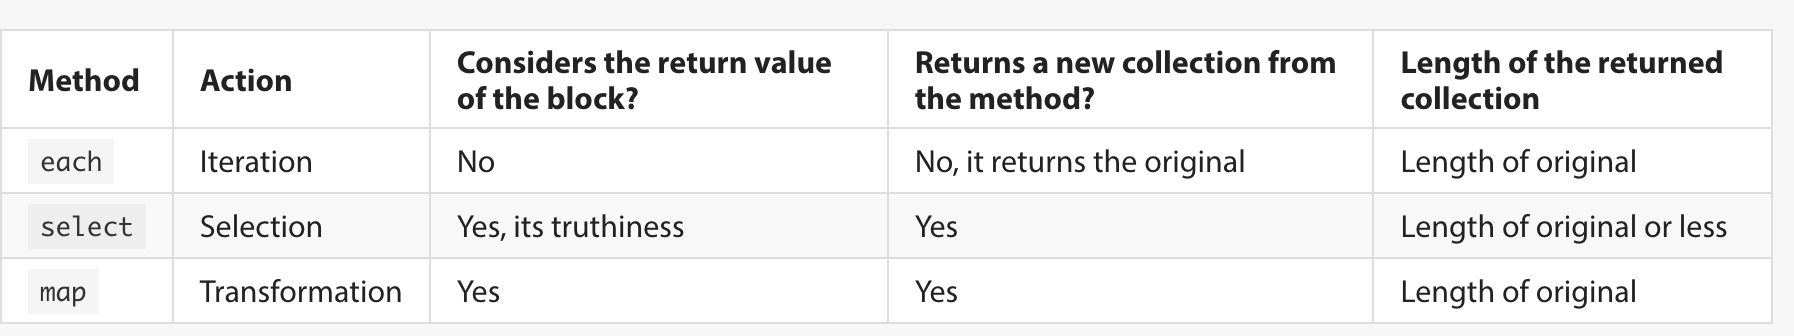 Method Action Considers the return value of the block? Returns a new collection from the method? Length of the returned collection
each Iteration No No, it returns the original Length of original
select Selection Yes, its truthiness Yes Length of original or less
map Transformation Yes Yes Length of original